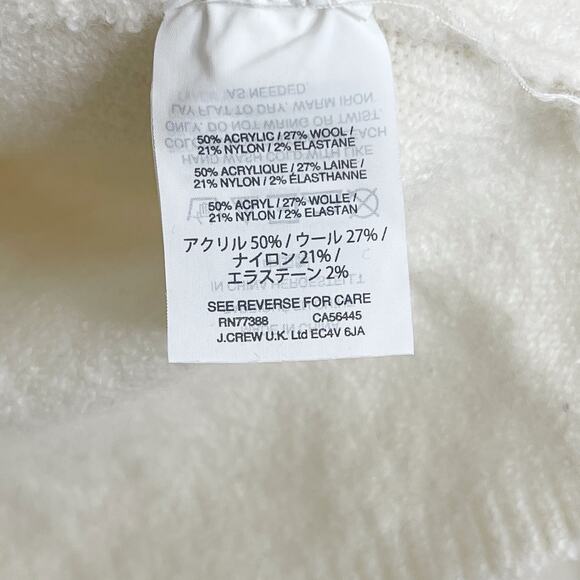 50% ACRYLIC / 27% WOOL /
21% NYLON / 2% ELASTANE
50% ACRYLIQUE / 27% LAINE /
21% NYLON / 2% ÉLASTHANNE
50% ACRYL / 27% WOLLE /
21% NYLON / 2% ELASTAN
アクリル 50% / ウール 27% /
ナイロン 21% /
エラステーン 2%
SEE REVERSE FOR CARE
RN77388 CA56445
J.CREW U.K. Ltd EC4V 6JA